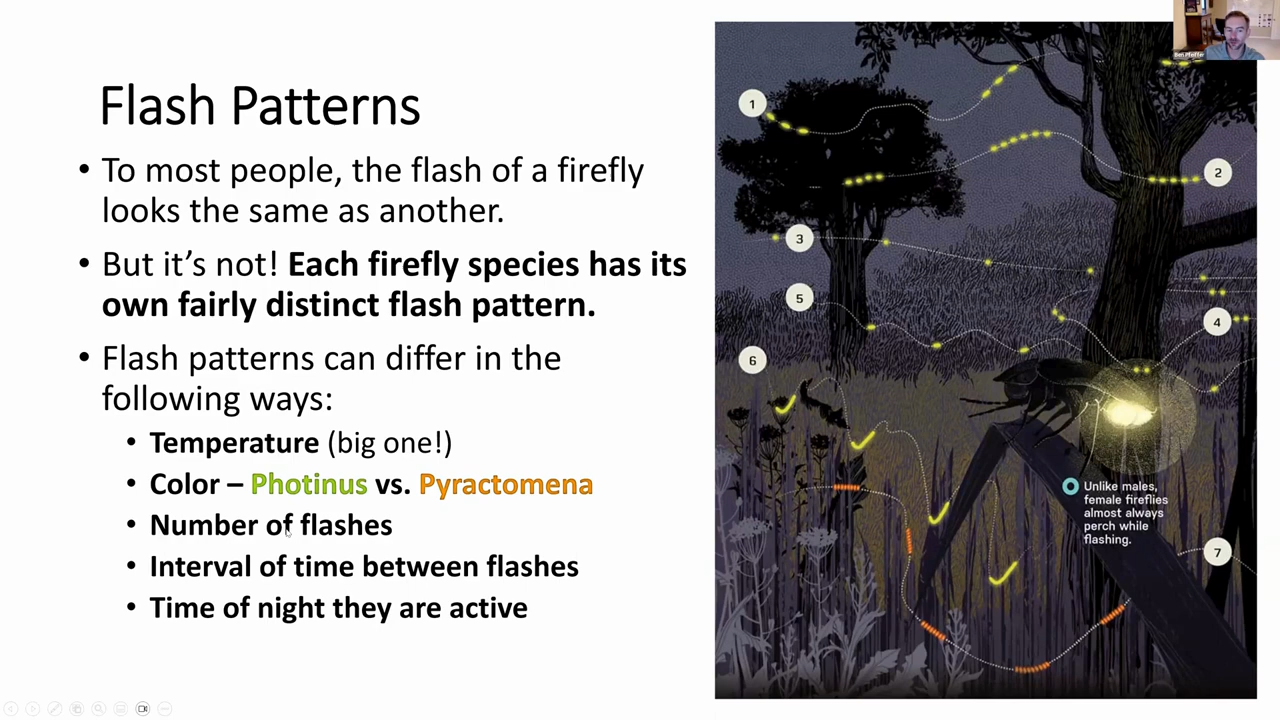 Flash Patterns
• To most people, the flash of a firefly
looks the same as another.
• But it’s not! Each firefly species has its
own fairly distinct flash pattern.
• Flash patterns can differ in the
following ways:
• Temperature (big one!)
• Color – Photinus vs. Pyractomena
• Number of flashes
• Interval of time between flashes
• Time of night they are active
1
2
3
5
4
6
Unlike males,
female fireflies
almost always
perch while
flashing.
7
Ben Pfeiffer